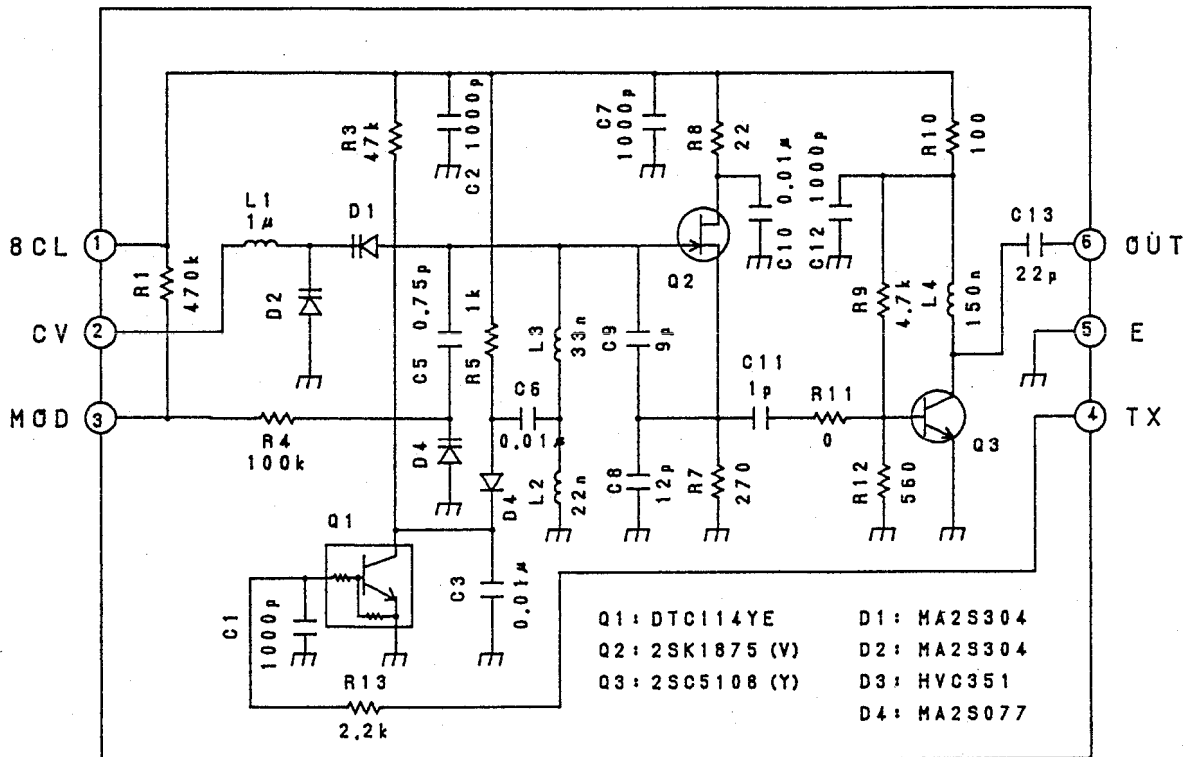 R3
47k
C2 1000p
C7
1000p
R8
22
C10 0.01μ
C12 1000p
R10
100
L1
1μ
D1
C13
22p
8CL
1
R1
470k
D2
C5
0.75p
R5
1k
L3
33n
C9
9p
Q2
R9
4.7k
L4
150n
6
OUT
CV
2
5
E
MOD
3
R4
100k
D4
C6
0.01μ
D4
L2
22n
C8
12p
R7
270
C11
1p
R11
0
R12
560
Q3
4
TX
Q1
C1
1000p
C3
0.01μ
R13
2.2k
Q1: DTC114YE
Q2: 2SK1875 (V)
Q3: 2SC5108 (Y)
D1: MA2S304
D2: MA2S304
D3: HVC351
D4: MA2S077